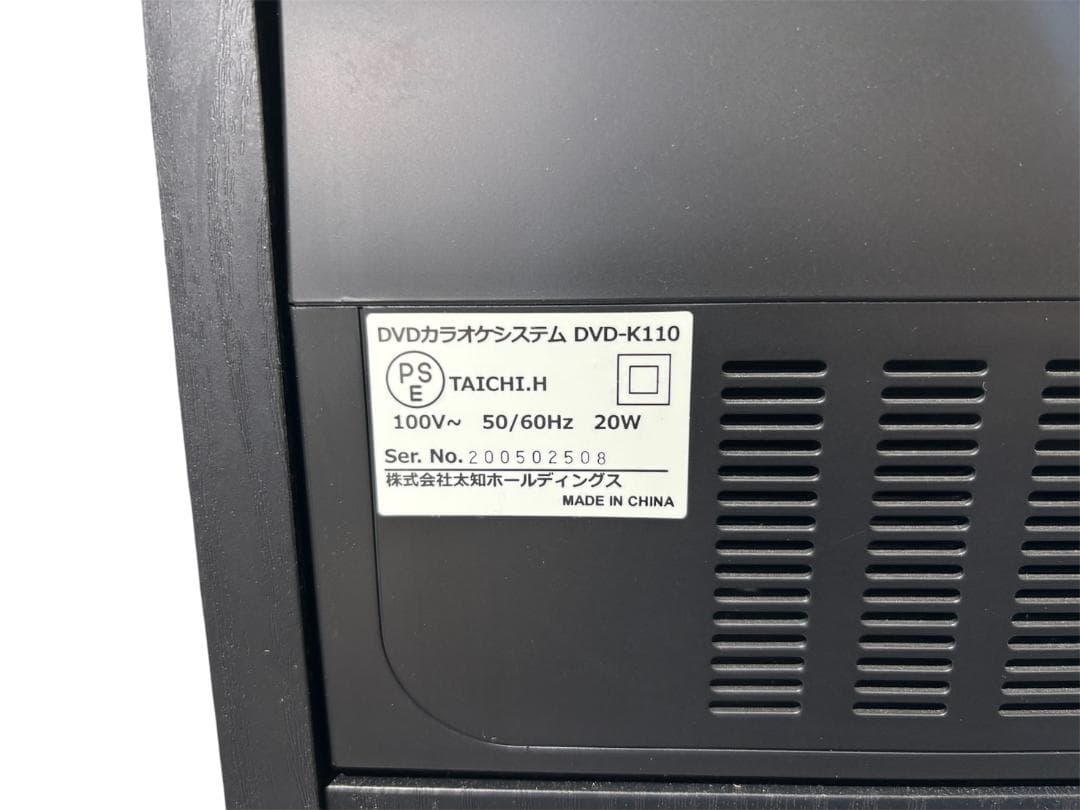 DVDカラオケシステム DVD-K110
PS
E
TAICHI.H
100V~ 50/60Hz 20W
Ser. No. 200502508
株式会社太知ホールディングス
MADE IN CHINA